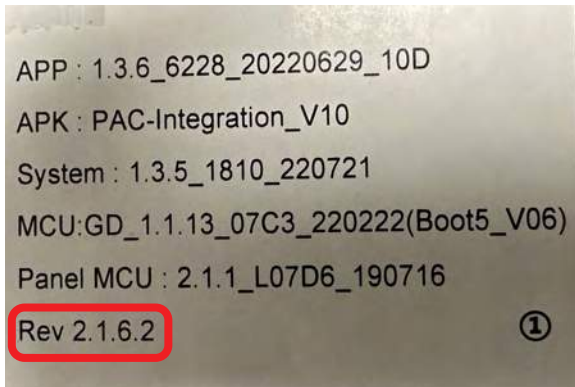 APP : 1.3.6_6228_20220629_10D
APK : PAC-Integration_V10
System : 1.3.5_1810_220721
MCU:GD_1.1.13_07C3_220222(Boot5_V06)
Panel MCU : 2.1.1_L07D6_190716
Rev 2.1.6.2 ①